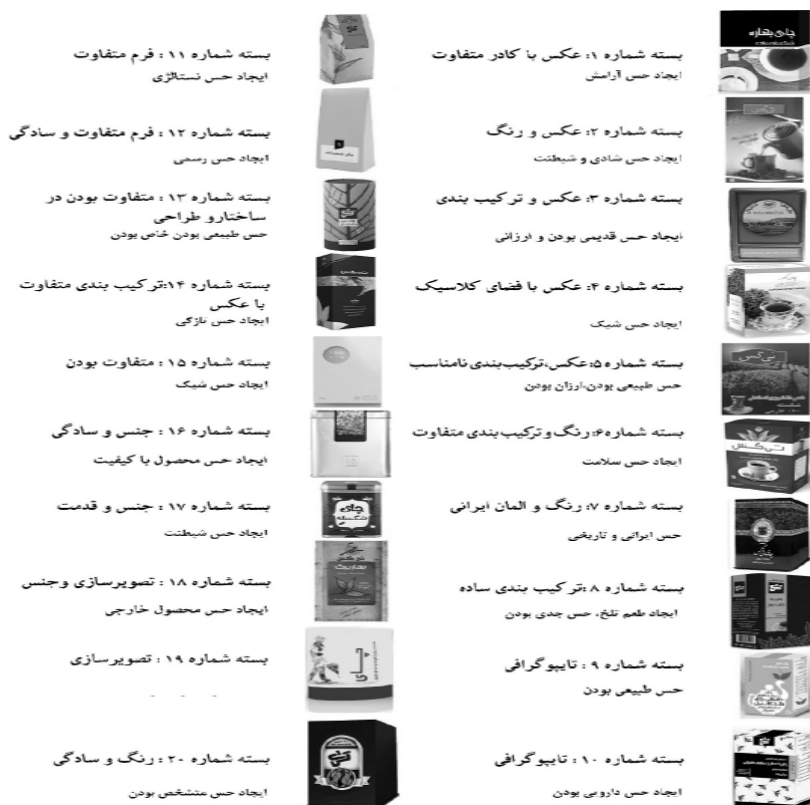 بسته شماره ۱: عکس با کادر متفاوت
ایجاد حس آرامش
بسته شماره ۲: عکس و رنگ
ایجاد حس شادی و شیطنت
بسته شماره ۳: عکس و ترکیب بندی
ایجاد حس قدیمی بودن و ارزانی
بسته شماره ۴: عکس با فضای کلاسیک
ایجاد حس شیک
بسته شماره ۵:عکس،ترکیب‌بندی نامناسب
حس طبیعی بودن،ارزان بودن
بسته شماره ۶: رنگ و ترکیب بندی متفاوت
ایجاد حس سلامت
بسته شماره ۷: رنگ و المان ایرانی
حس ایرانی و تاریخی
بسته شماره ۸ :ترکیب بندی ساده
ایجاد طعم تلخ، حس جدی بودن
بسته شماره ۹ : تایپوگرافی
حس طبیعی بودن
بسته شماره ۱۰ : تایپوگرافی
ایجاد حس دارویی بودن
بسته شماره ۱۱ : فرم متفاوت
ایجاد حس نستالژی
بسته شماره ۱۲ : فرم متفاوت و سادگی
ایجاد حس رسمی
بسته شماره ۱۳ : متفاوت بودن در
ساختارو طراحی
حس طبیعی بودن خاص بودن
بسته شماره ۱۴:ترکیب بندی متفاوت
با عکس
ایجاد حس تازگی
بسته شماره ۱۵ : متفاوت بودن
ایجاد حس شیک
بسته شماره ۱۶ : جنس و سادگی
ایجاد حس محصول با کیفیت
بسته شماره ۱۷ : جنس و قدمت
ایجاد حس شیطنت
بسته شماره ۱۸ : تصویرسازی وجنس
ایجاد حس محصول خارجی
بسته شماره ۱۹ : تصویرسازی
بسته شماره ۲۰ : رنگ و سادگی
ایجاد حس متشخص بودن
چای بهاره
چای
شکسته
چای